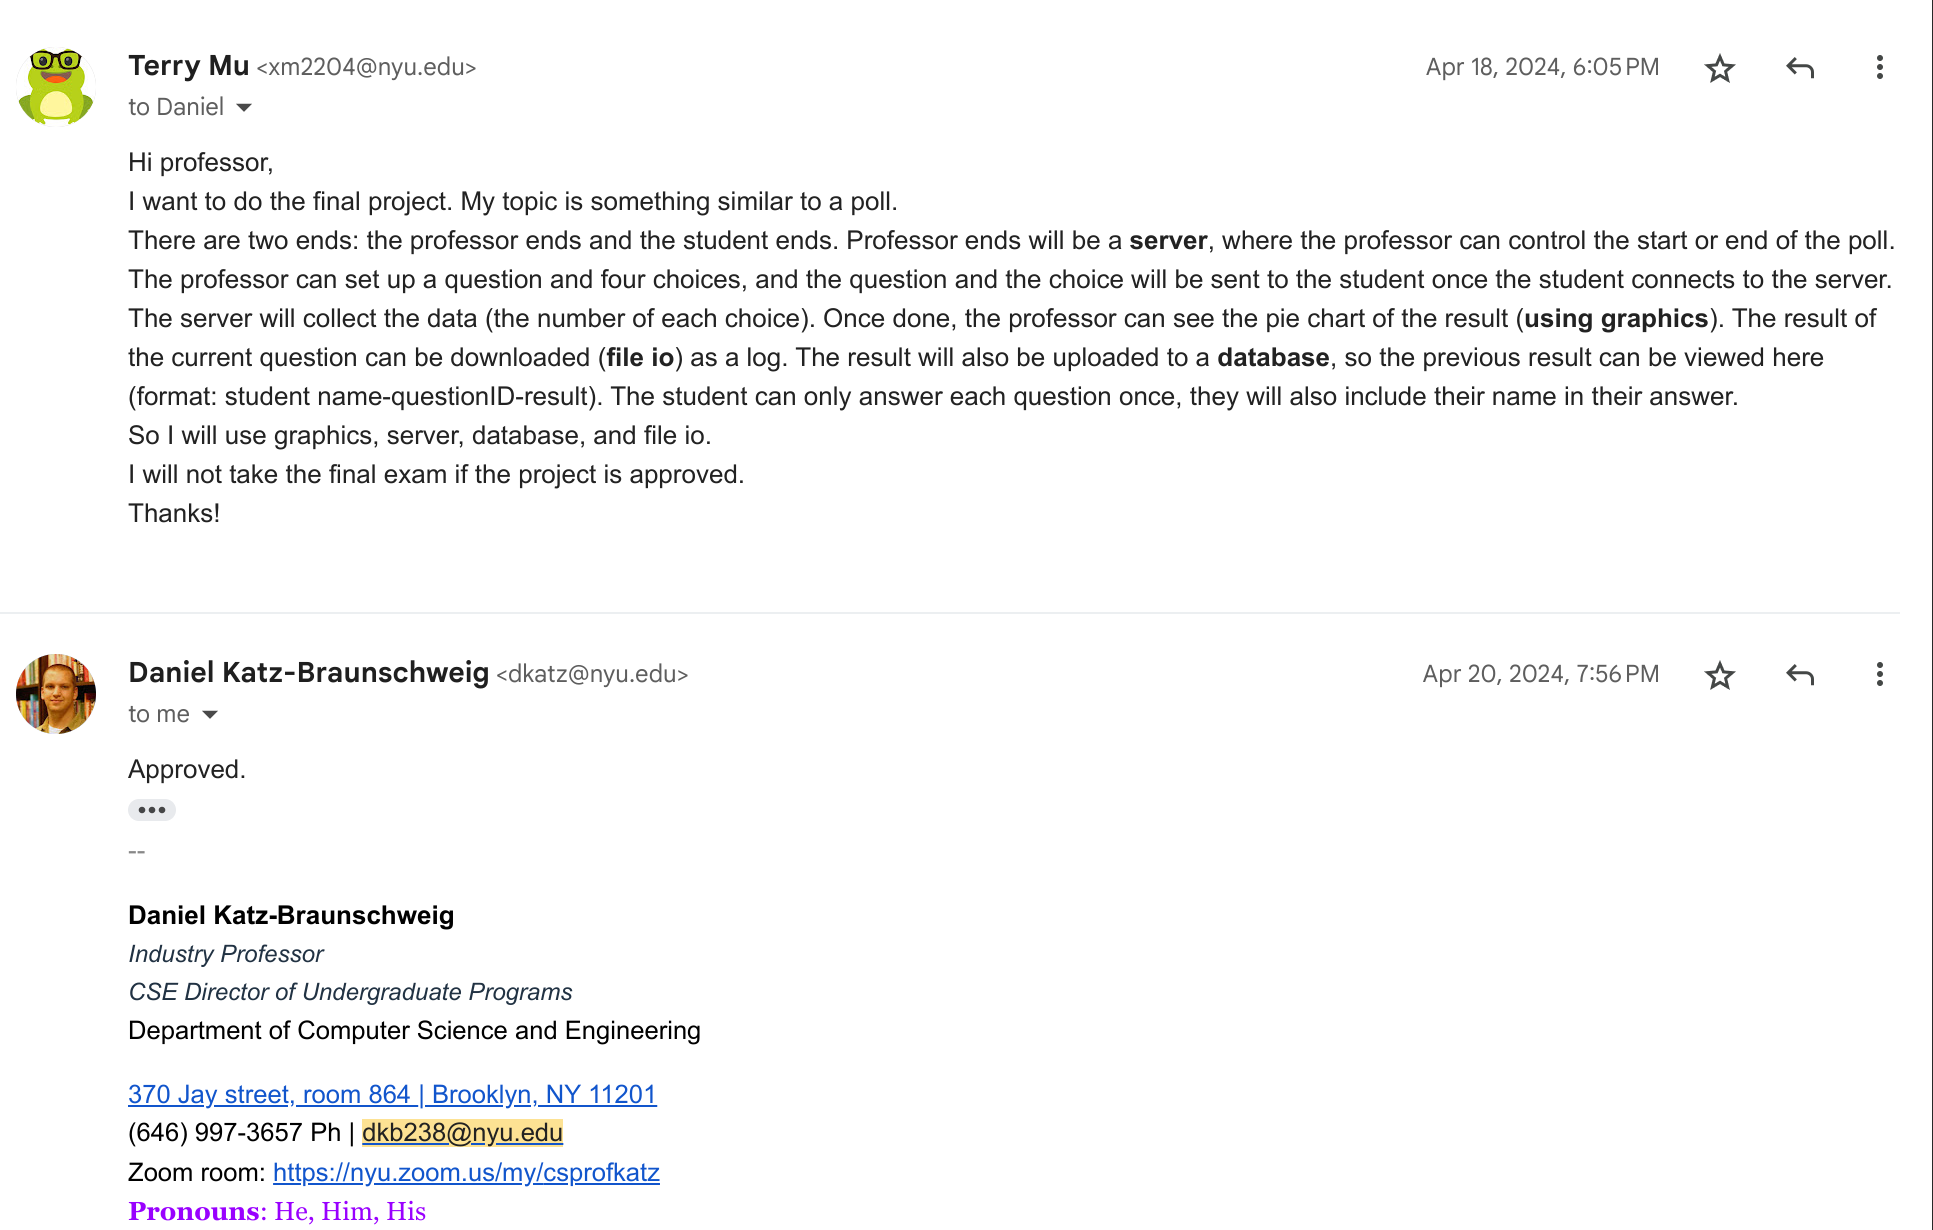 Terry Mu <xm2204@nyu.edu>
Apr 18, 2024, 6:05 PM
to Daniel
Hi professor,
I want to do the final project. My topic is something similar to a poll.
There are two ends: the professor ends and the student ends. Professor ends will be a server, where the professor can control the start or end of the poll.
The professor can set up a question and four choices, and the question and the choice will be sent to the student once the student connects to the server.
The server will collect the data (the number of each choice). Once done, the professor can see the pie chart of the result (using graphics). The result of
the current question can be downloaded (file io) as a log. The result will also be uploaded to a database, so the previous result can be viewed here
(format: student name-questionID-result). The student can only answer each question once, they will also include their name in their answer.
So I will use graphics, server, database, and file io.
I will not take the final exam if the project is approved.
Thanks!
Daniel Katz-Braunschweig <dkatz@nyu.edu>
Apr 20, 2024, 7:56 PM
to me
Approved.
--
Daniel Katz-Braunschweig
Industry Professor
CSE Director of Undergraduate Programs
Department of Computer Science and Engineering
370 Jay street, room 864 | Brooklyn, NY 11201
(646) 997-3657 Ph | dkb238@nyu.edu
Zoom room: https://nyu.zoom.us/my/csprofkatz
Pronouns: He, Him, His